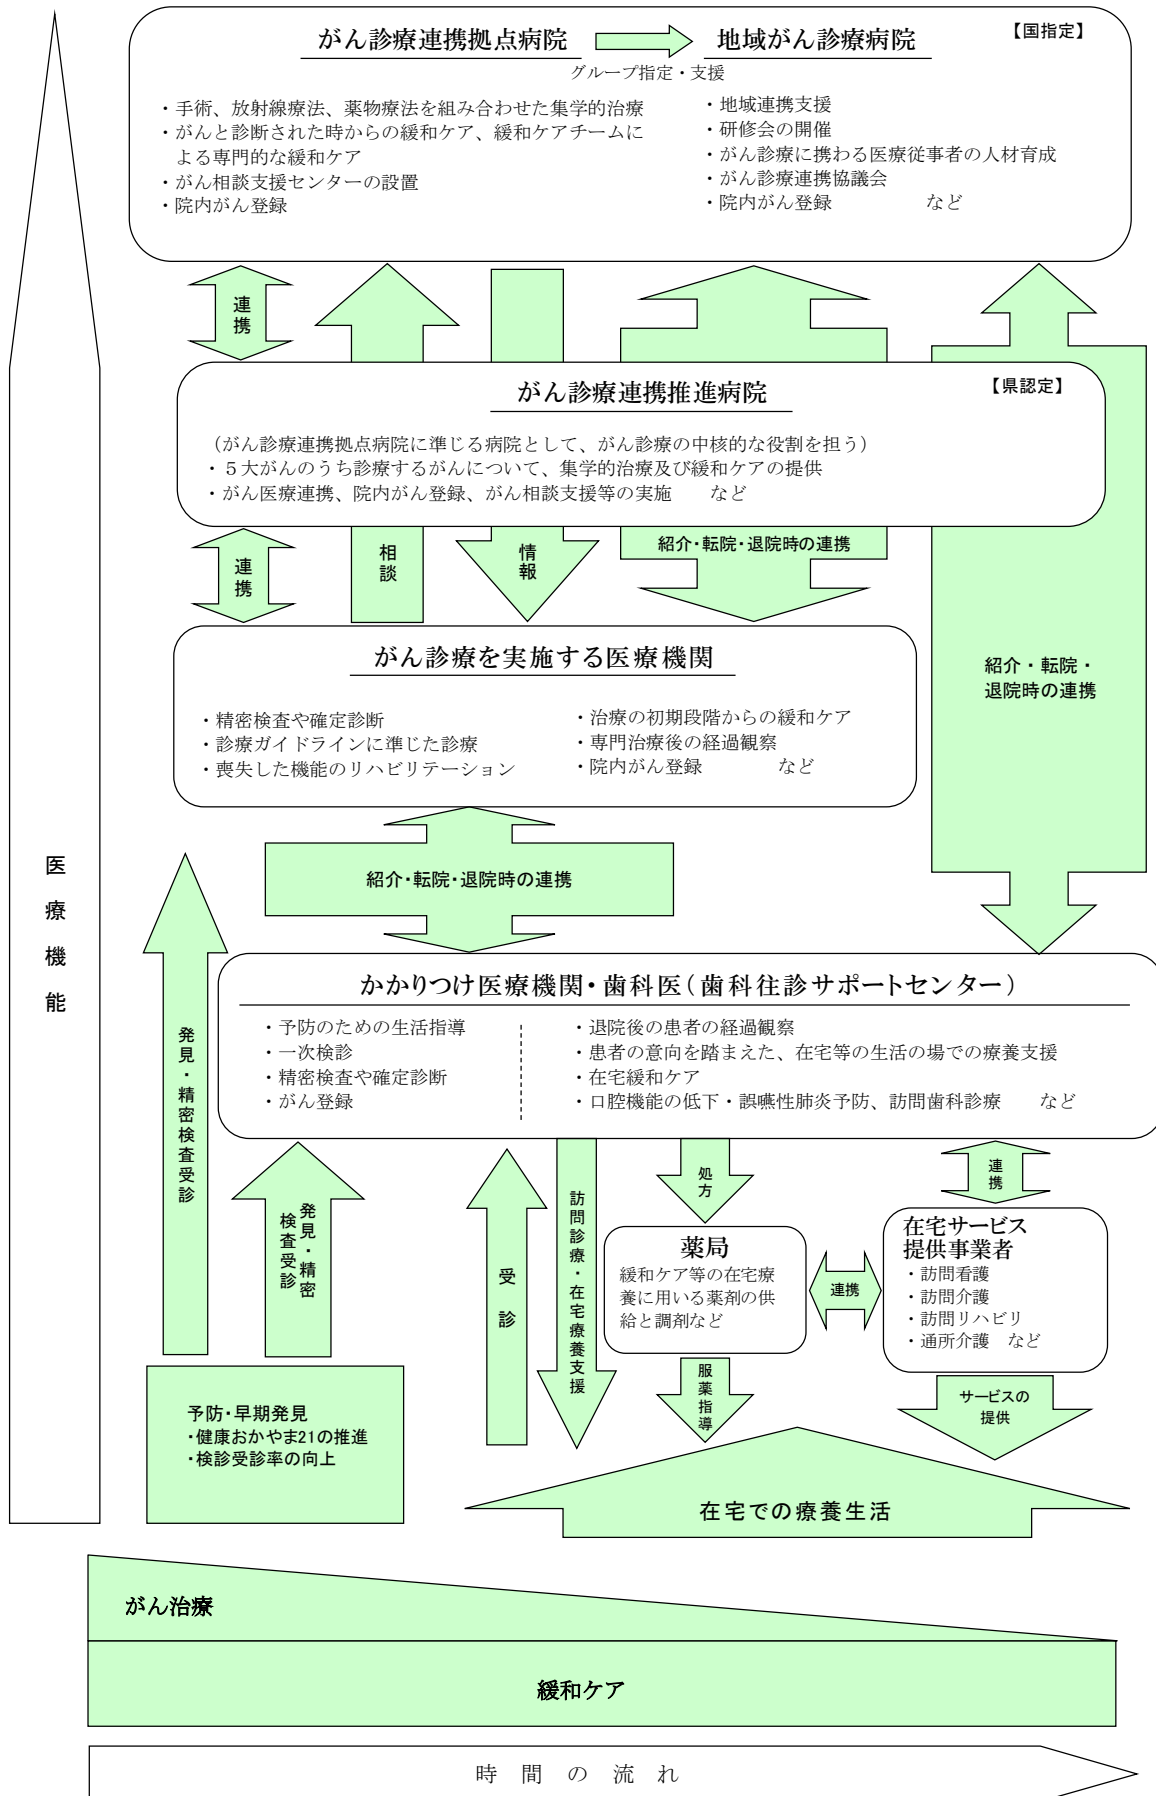 がん診療連携拠点病院
地域がん診療病院
【国指定】
グループ指定・支援
・手術、放射線療法、薬物療法を組み合わせた集学的治療
・がんと診断された時からの緩和ケア、緩和ケアチームに
よる専門的な緩和ケア
・がん相談支援センターの設置
・院内がん登録
・地域連携支援
・研修会の開催
・がん診療に携わる医療従事者の人材育成
・がん診療連携協議会
・院内がん登録　　　　など
連携
がん診療連携推進病院
【県認定】
（がん診療連携拠点病院に準じる病院として、がん診療の中核的な役割を担う）
・５大がんのうち診療するがんについて、集学的治療及び緩和ケアの提供
・がん医療連携、院内がん登録、がん相談支援等の実施　　など
連携
相談
情報
紹介・転院・退院時の連携
紹介・転院・
退院時の連携
がん診療を実施する医療機関
・精密検査や確定診断
・診療ガイドラインに準じた診療
・喪失した機能のリハビリテーション
・治療の初期段階からの緩和ケア
・専門治療後の経過観察
・院内がん登録　　　　など
紹介・転院・退院時の連携
医療機能
かかりつけ医療機関・歯科医（歯科往診サポートセンター）
・予防のための生活指導
・一次検診
・精密検査や確定診断
・がん登録
・退院後の患者の経過観察
・患者の意向を踏まえた、在宅等の生活の場での療養支援
・在宅緩和ケア
・口腔機能の低下・誤嚥性肺炎予防、訪問歯科診療　　など
発見・精密検査受診
発見・精密
検査受診
受診
訪問診療・在宅療養支援
処方
連携
薬局
緩和ケア等の在宅療
養に用いる薬剤の供
給と調剤など
連携
在宅サービス
提供事業者
・訪問看護
・訪問介護
・訪問リハビリ
・通所介護　など
服薬指導
サービスの
提供
予防・早期発見
・健康おかやま21の推進
・検診受診率の向上
在宅での療養生活
がん治療
緩和ケア
時　間　の　流　れ